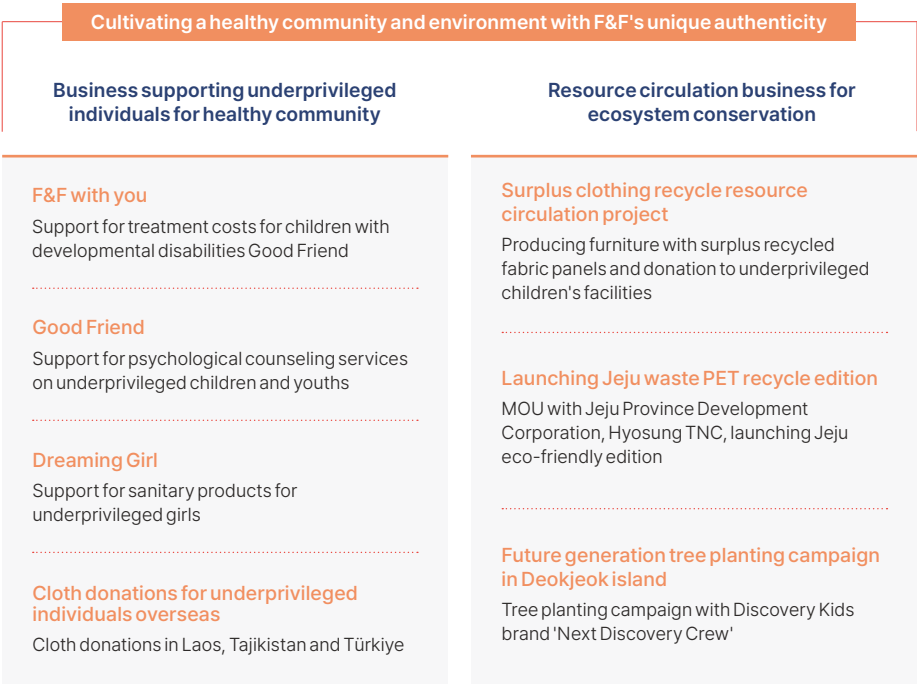 Cultivating a healthy community and environment with F&F's unique authenticity
Business supporting underprivileged
individuals for healthy community
F&F with you
Support for treatment costs for children with
developmental disabilities Good Friend
Good Friend
Support for psychological counseling services
on underprivileged children and youths
Dreaming Girl
Support for sanitary products for
underprivileged girls
Cloth donations for underprivileged
individuals overseas
Cloth donations in Laos, Tajikistan and Türkiye
Resource circulation business for
ecosystem conservation
Surplus clothing recycle resource
circulation project
Producing furniture with surplus recycled
fabric panels and donation to underprivileged
children's facilities
Launching Jeju waste PET recycle edition
MOU with Jeju Province Development
Corporation, Hyosung TNC, launching Jeju
eco-friendly edition
Future generation tree planting campaign
in Deokjeok island
Tree planting campaign with Discovery Kids
brand 'Next Discovery Crew'